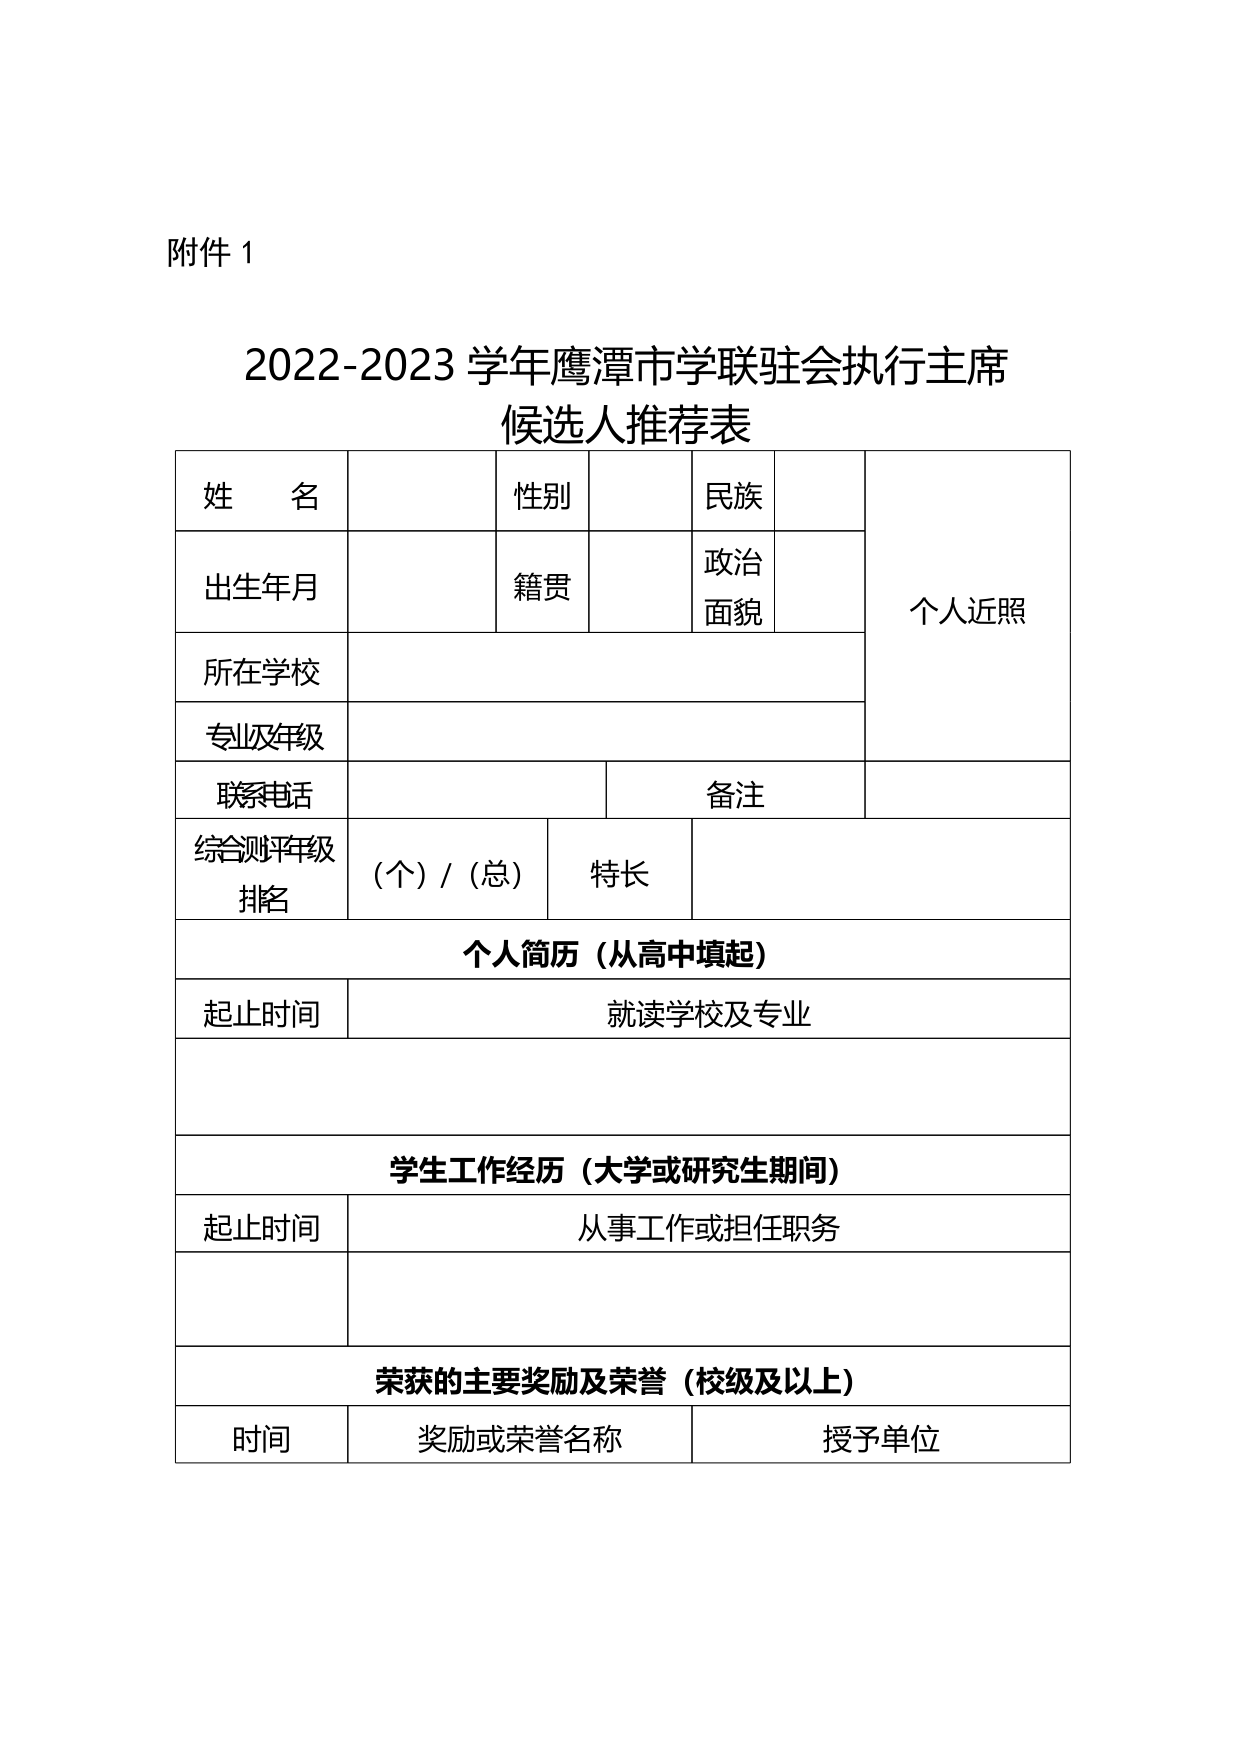 附件 1
2022-2023 学年鹰潭市学联驻会执行主席
候选人推荐表
姓 名 性别 民族 个人近照
出生年月 籍贯 政治
面貌
所在学校
专业及年级
联系电话 备注
综合测评年级
排名 （个）/（总） 特长
个人简历（从高中填起）
起止时间 就读学校及专业
学生工作经历（大学或研究生期间）
起止时间 从事工作或担任职务
荣获的主要奖励及荣誉（校级及以上）
时间 奖励或荣誉名称 授予单位